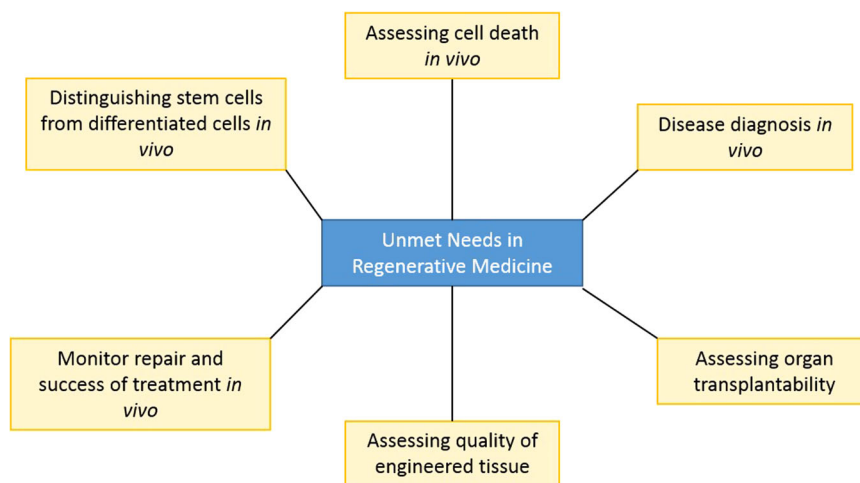 Assessing cell death
in vivo
Distinguishing stem cells
from differentiated cells in
vivo
Disease diagnosis in
vivo
Unmet Needs in
Regenerative Medicine
Monitor repair and
success of treatment in
vivo
Assessing organ
transplantability
Assessing quality of
engineered tissue